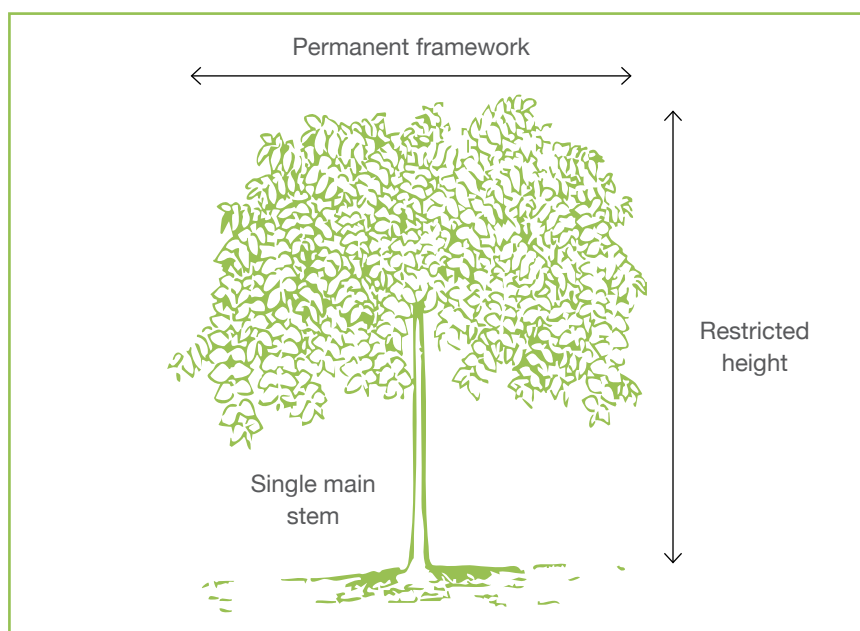 Permanent framework
Restricted
height
Single main
stem